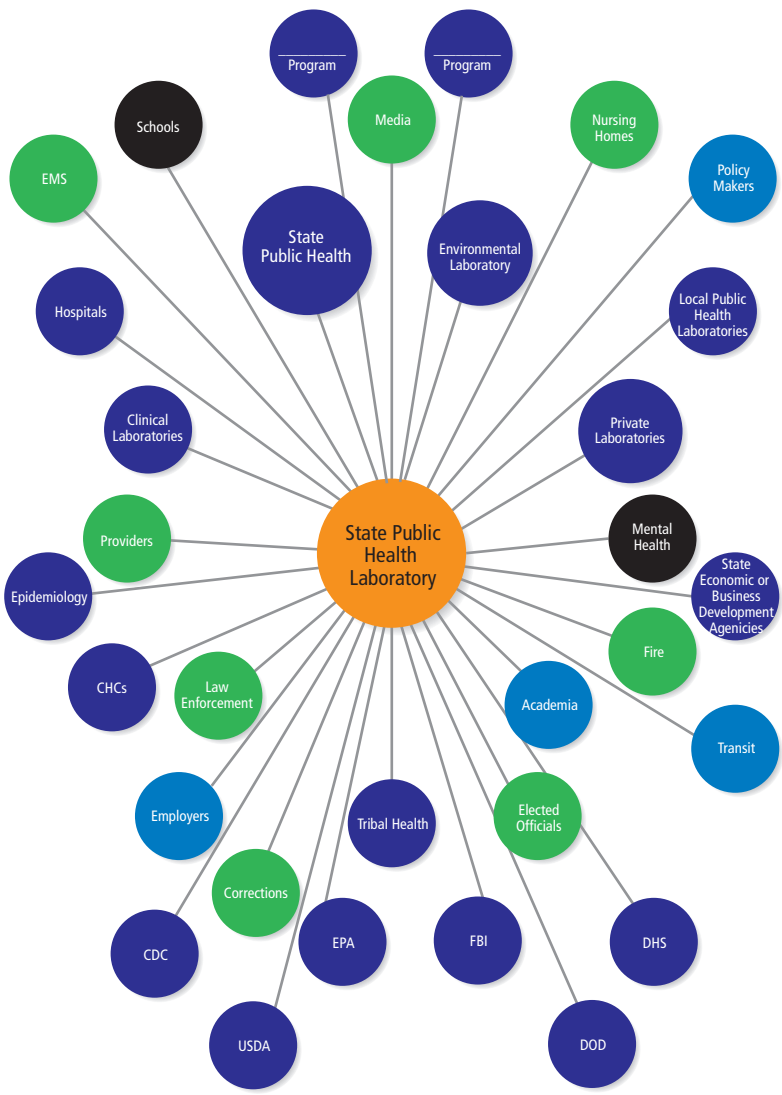 _________
Program
_________
Program
Media
Schools
Nursing
Homes
EMS
Policy
Makers
State
Public Health
Environmental
Laboratory
Hospitals
Local Public
Health
Laboratories
Clinical
Laboratories
Private
Laboratories
Providers
State Public
Health
Laboratory
Mental
Health
Epidemiology
State
Economic or
Business
Development
Agenicies
Fire
CHCs
Law
Enforcement
Academia
Transit
Employers
Tribal Health
Elected
Officials
Corrections
CDC
EPA
FBI
DHS
USDA
DOD